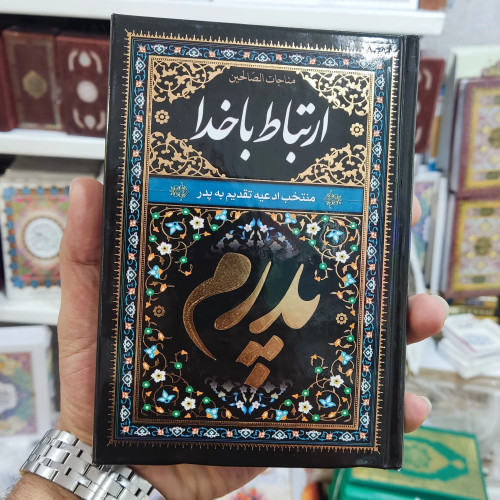 مناجات الصالحین
ارتباط با خدا
منتخب ادعیه تقدیم به پدر
پدرم